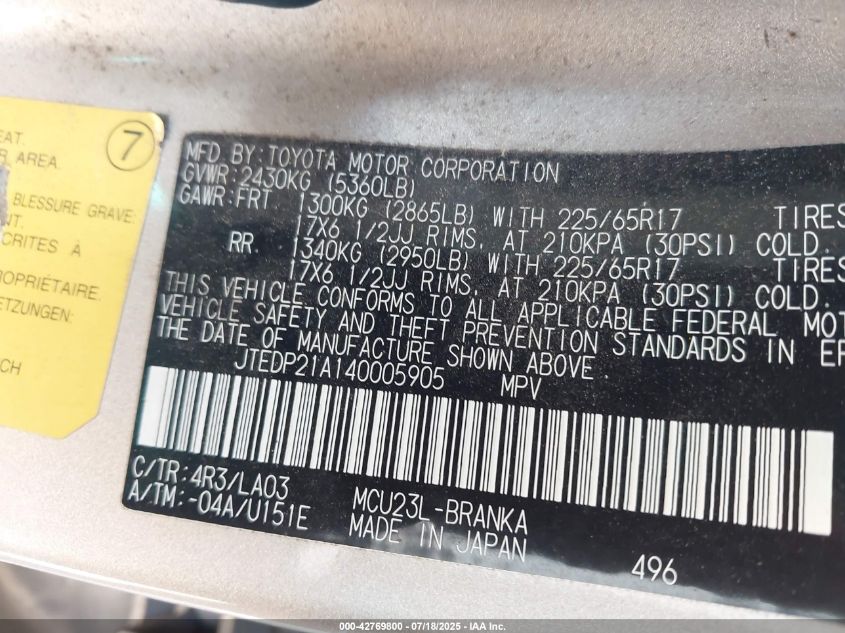 7
EAT.
R AREA.
BLESSURE GRAVE:
NT.
SCRITES À
PROPRIÉTAIRE.
ETZUNGEN:
CH
MFD BY: TOYOTA MOTOR CORPORATION
GVWR: 2430KG (5360LB)
GAWR: FRT 1300KG (2865LB) WITH 225/65R17 TIRES
17X6 1/2JJ RIMS, AT 210KPA (30PSI) COLD.
RR 1340KG (2950LB) WITH 225/65R17 TIRES
17X6 1/2JJ RIMS, AT 210KPA (30PSI) COLD.
THIS VEHICLE CONFORMS TO ALL APPLICABLE FEDERAL MOT
VEHICLE SAFETY AND THEFT PREVENTION STANDARDS IN EF
THE DATE OF MANUFACTURE SHOWN ABOVE.
JTEDP21A140005905 MPV
C/TR: 4R3/LA03
A/TM: -04A/U151E
MCU23L-BRANKA
MADE IN JAPAN
496
000-42769800 - 07/18/2025 - IAA Inc.